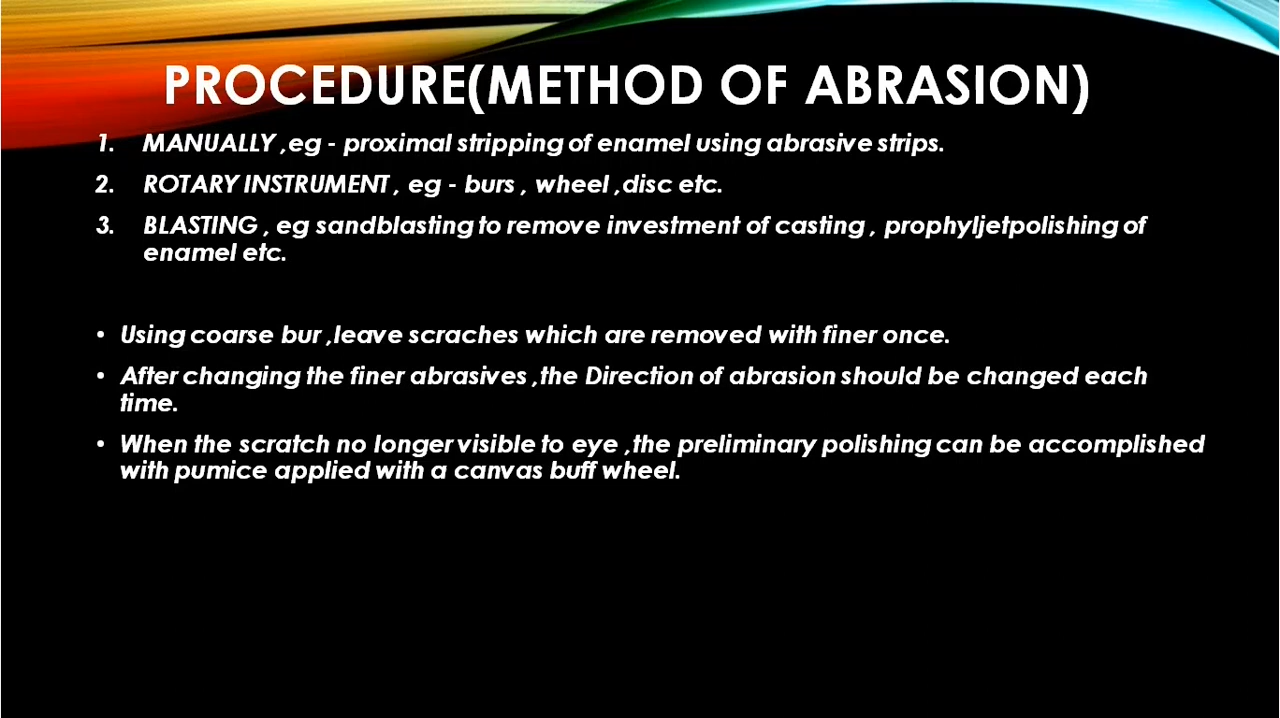 PROCEDURE(METHOD OF ABRASION)
1. MANUALLY ,eg - proximal stripping of enamel using abrasive strips.
2. ROTARY INSTRUMENT , eg - burs , wheel ,disc etc.
3. BLASTING , eg sandblasting to remove investment of casting , prophyljetpolishing of
enamel etc.
• Using coarse bur ,leave scraches which are removed with finer once.
• After changing the finer abrasives ,the Direction of abrasion should be changed each
time.
• When the scratch no longer visible to eye ,the preliminary polishing can be accomplished
with pumice applied with a canvas buff wheel.